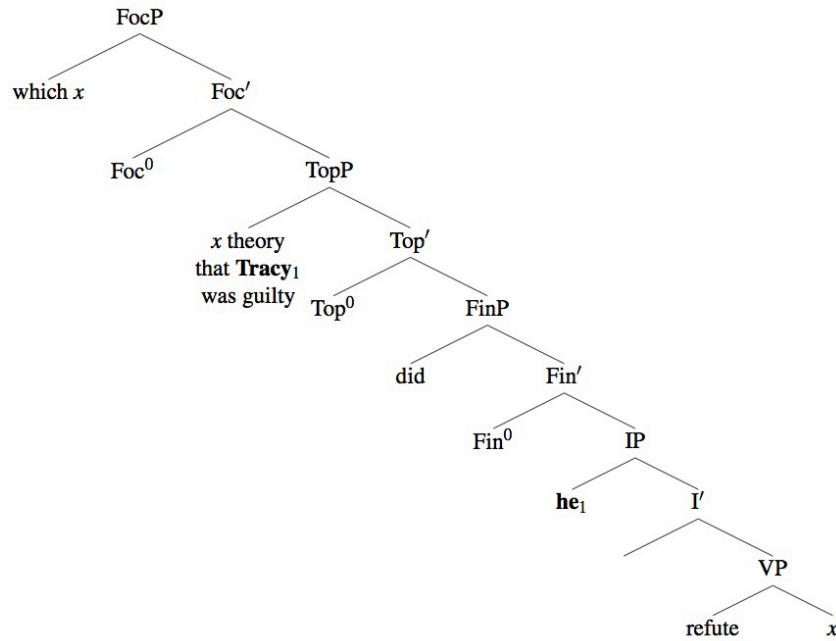 FocP
which x
Foc′
Foc⁰
TopP
x theory
that Tracy₁
was guilty
Top′
Top⁰
FinP
did
Fin′
Fin⁰
IP
he₁
I′
VP
refute
x